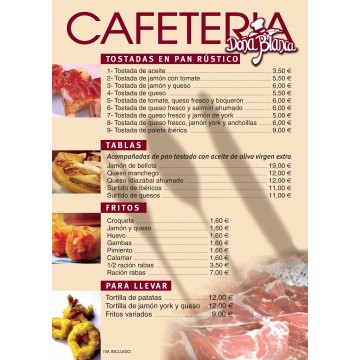 CAFETERIA
Doña Blanca
TOSTADAS EN PAN RÚSTICO
1- Tostada de aceite 3,50 €
2- Tostada de jamón con tomate 5,50 €
3- Tostada de jamón y queso 6,00 €
4- Tostada de queso 5,50 €
5- Tostada de tomate, queso fresco y boquerón 6,00 €
6- Tostada de queso fresco y salmón ahumado 6,00 €
7- Tostada de queso fresco y jamón de york 5,00 €
8- Tostada de queso fresco, jamón york y anchoillas 6,00 €
9- Tostada de paleta ibérica 9,00 €
TABLAS
Acompañadas de pan tostado con aceite de oliva virgen extra
Jamón de bellota 19,00 €
Queso manchego 12,00 €
Queso Idiazábal ahumado 12,00 €
Surtido de ibéricos 11,00 €
Surtido de quesos 11,00 €
FRITOS
Croqueta 1,60 €
Jamón y queso 1,60 €
Huevo 1,60 €
Gambas 1,60 €
Pimiento 1,60 €
Calamar 1,60 €
1/2 ración rabas 3,50 €
Ración rabas 7,00 €
PARA LLEVAR
Tortilla de patatas 12,00 €
Tortilla de jamón york y queso 12,00 €
Fritos variados 9,00 €
IVA INCLUIDO